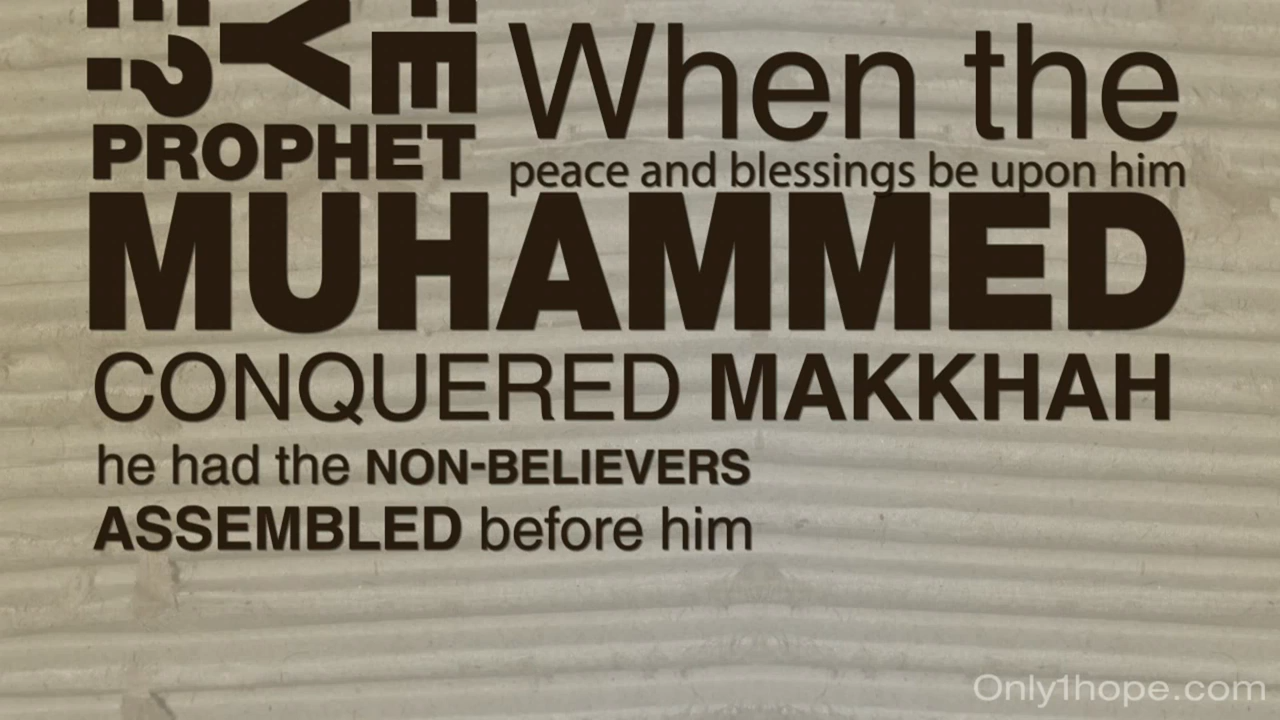 When the
PROPHET
peace and blessings be upon him
MUHAMMED
CONQUERED MAKKHAH
he had the NON-BELIEVERS
ASSEMBLED before him
Only1hope.com